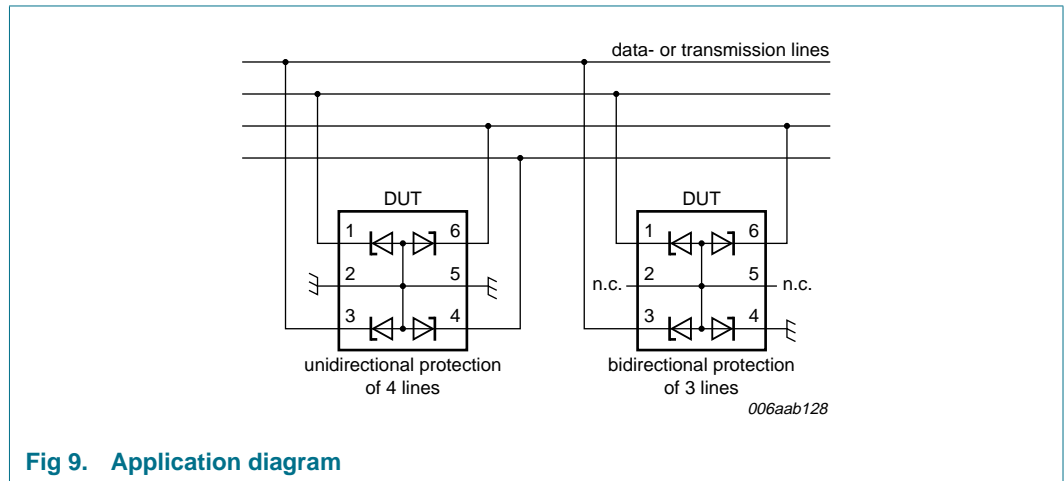 data- or transmission lines
DUT
1 6
2 5
3 4
unidirectional protection
of 4 lines
DUT
1 6
n.c. 2 5 n.c.
3 4
bidirectional protection
of 3 lines
006aab128
Fig 9. Application diagram